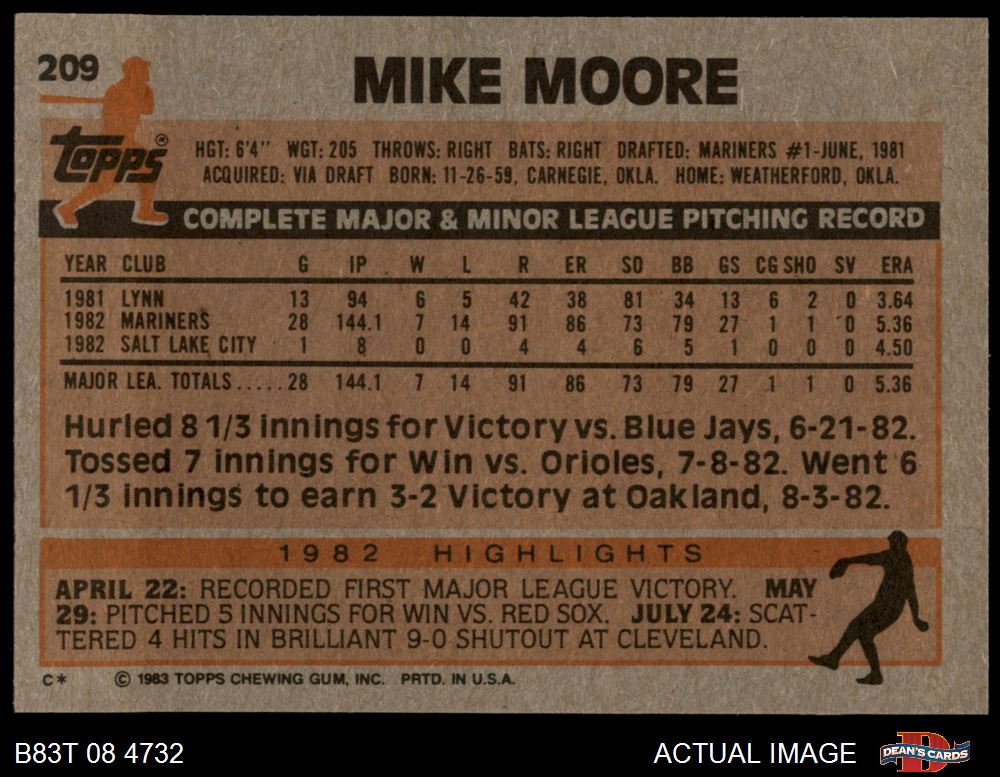 209
MIKE MOORE
Topps®
HGT: 6'4" WGT: 205 THROWS: RIGHT BATS: RIGHT DRAFTED: MARINERS #1-JUNE, 1981
ACQUIRED: VIA DRAFT BORN: 11-26-59, CARNEGIE, OKLA. HOME: WEATHERFORD, OKLA.
COMPLETE MAJOR & MINOR LEAGUE PITCHING RECORD
YEAR CLUB G IP W L R ER SO BB GS CG SHO SV ERA
1981 LYNN 13 94 6 5 42 38 81 34 13 6 2 0 3.64
1982 MARINERS 28 144.1 7 14 91 86 73 79 27 1 1 0 5.36
1982 SALT LAKE CITY 1 8 0 0 4 4 6 5 1 0 0 0 4.50
MAJOR LEA. TOTALS.....28 144.1 7 14 91 86 73 79 27 1 1 0 5.36
Hurled 8 1/3 innings for Victory vs. Blue Jays, 6-21-82.
Tossed 7 innings for Win vs. Orioles, 7-8-82. Went 6
1/3 innings to earn 3-2 Victory at Oakland, 8-3-82.
1982 HIGHLIGHTS
APRIL 22: RECORDED FIRST MAJOR LEAGUE VICTORY. MAY
29: PITCHED 5 INNINGS FOR WIN VS. RED SOX. JULY 24: SCAT-
TERED 4 HITS IN BRILLIANT 9-0 SHUTOUT AT CLEVELAND.
C* © 1983 TOPPS CHEWING GUM, INC. PRTD. IN U.S.A.
B83T 08 4732 ACTUAL IMAGE D DEAN'S CARDS